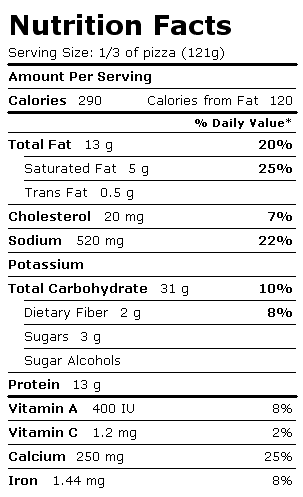 Nutrition Facts
Serving Size: 1/3 of pizza (121g)
Amount Per Serving
Calories 290 Calories from Fat 120
% Daily Value*
Total Fat 13 g 20%
Saturated Fat 5 g 25%
Trans Fat 0.5 g
Cholesterol 20 mg 7%
Sodium 520 mg 22%
Potassium
Total Carbohydrate 31 g 10%
Dietary Fiber 2 g 8%
Sugars 3 g
Sugar Alcohols
Protein 13 g
Vitamin A 400 IU 8%
Vitamin C 1.2 mg 2%
Calcium 250 mg 25%
Iron 1.44 mg 8%